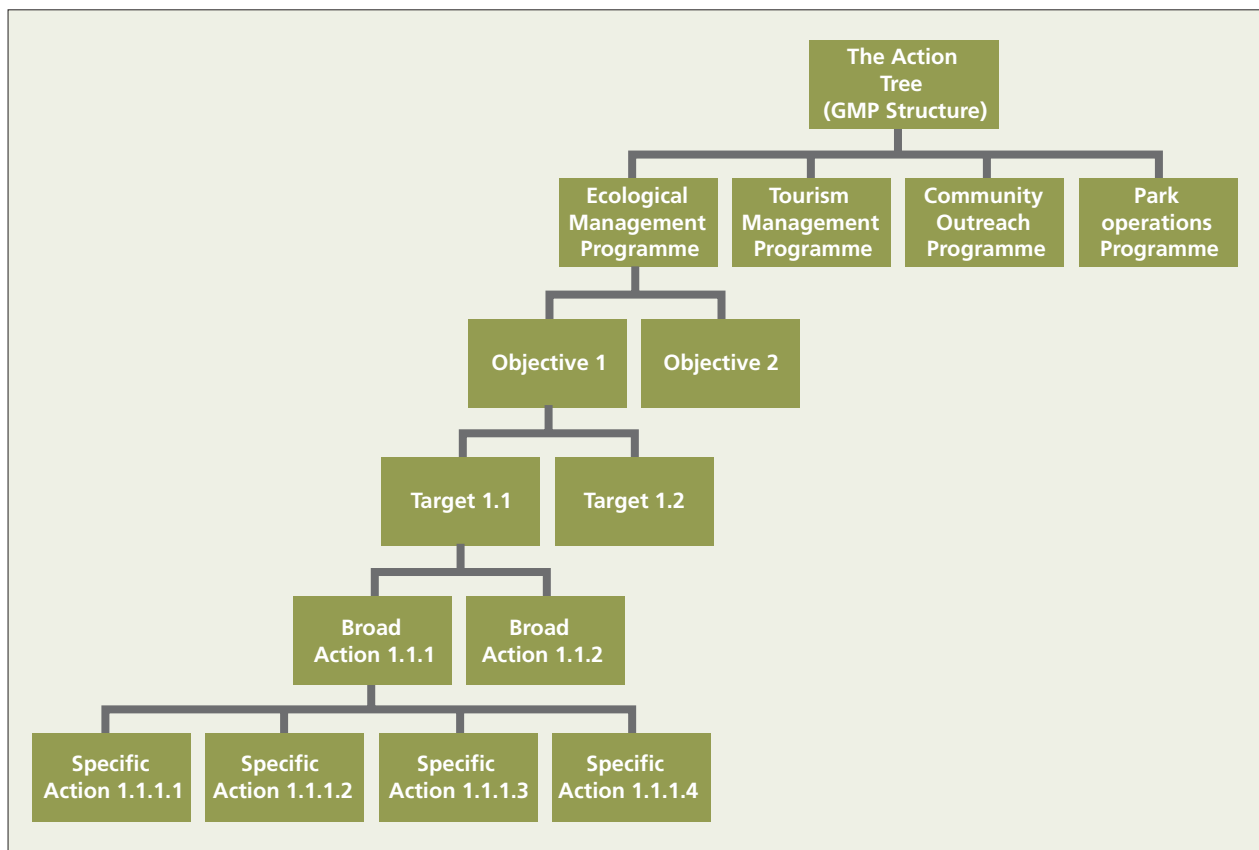 The Action
Tree
(GMP Structure)
Ecological
Management
Programme
Tourism
Management
Programme
Community
Outreach
Programme
Park
operations
Programme
Objective 1
Objective 2
Target 1.1
Target 1.2
Broad
Action 1.1.1
Broad
Action 1.1.2
Specific
Action 1.1.1.1
Specific
Action 1.1.1.2
Specific
Action 1.1.1.3
Specific
Action 1.1.1.4